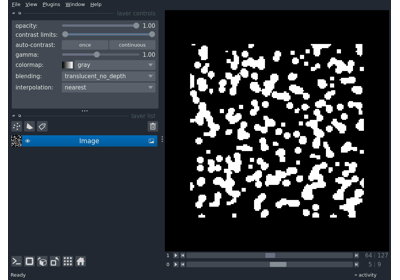 File View Plugins Window Help
layer controls
opacity: 1.00
contrast limits:
auto-contrast: once continuous
gamma: 1.00
colormap: gray
blending: translucent_no_depth
interpolation: nearest
layer list
Image
1 64 127
0 5 9
Ready activity